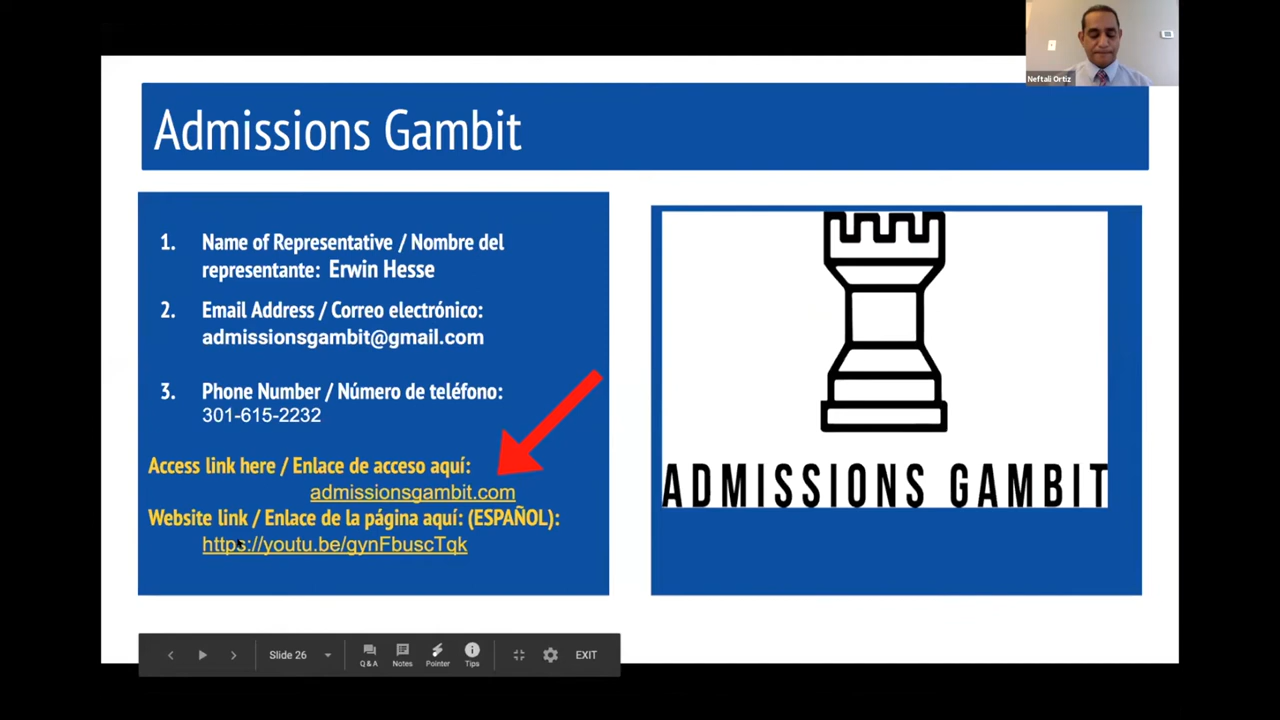 Neftali Ortiz
Admissions Gambit
1. Name of Representative / Nombre del
representante: Erwin Hesse
2. Email Address / Correo electrónico:
admissionsgambit@gmail.com
3. Phone Number / Número de teléfono:
301-615-2232
Access link here / Enlace de acceso aquí:
admissionsgambit.com
Website link / Enlace de la página aquí: (ESPAÑOL):
https://youtu.be/gynFbuscTqk
ADMISSIONS GAMBIT
Slide 26
Q & A
Notes
Pointer
Tips
EXIT